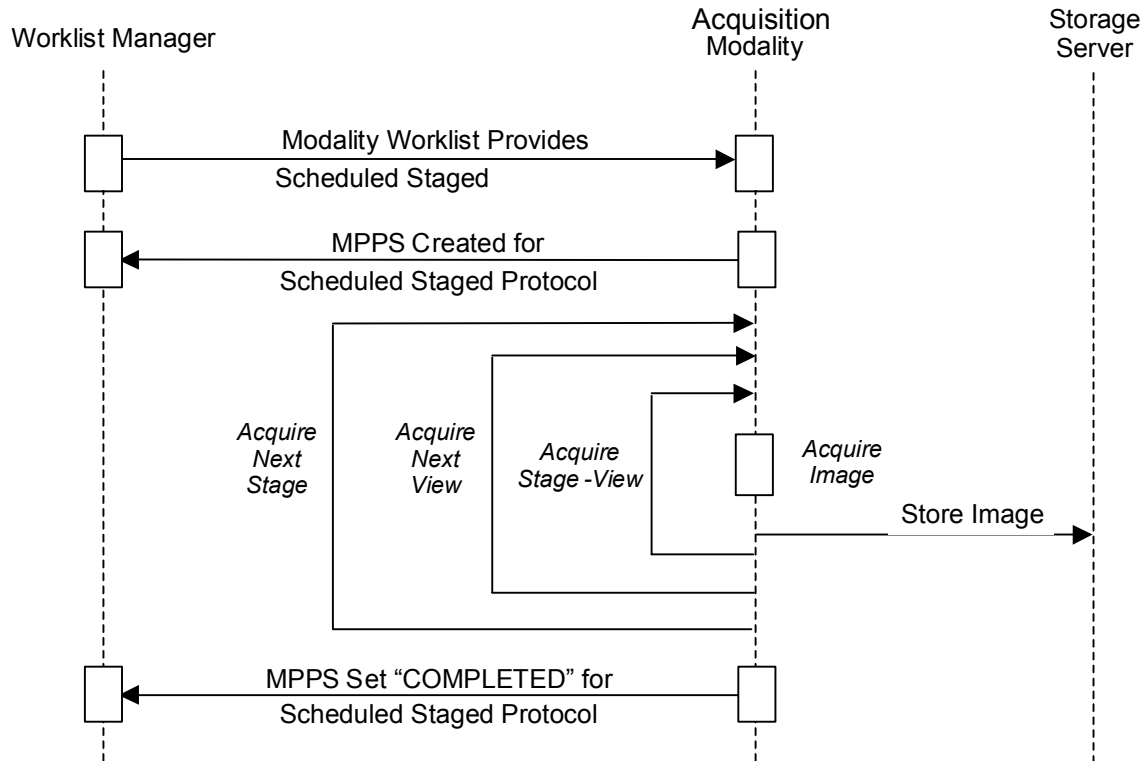 Worklist Manager
Acquisition
Modality
Storage
Server
Modality Worklist Provides
Scheduled Staged
MPPS Created for
Scheduled Staged Protocol
Acquire
Next
Stage
Acquire
Next
View
Acquire
Stage -View
Acquire
Image
Store Image
MPPS Set “COMPLETED” for
Scheduled Staged Protocol